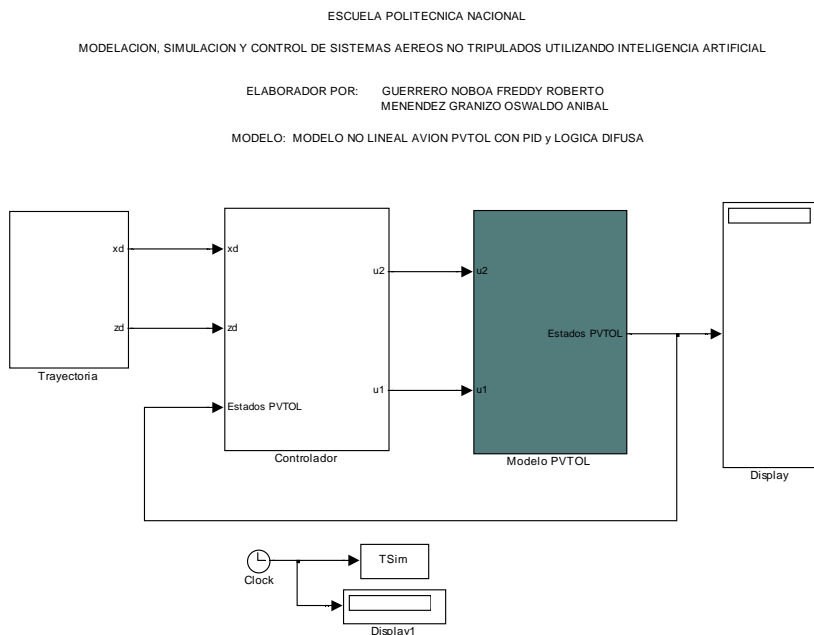 ESCUELA POLITECNICA NACIONAL
MODELACION, SIMULACION Y CONTROL DE SISTEMAS AEREOS NO TRIPULADOS UTILIZANDO INTELIGENCIA ARTIFICIAL
ELABORADOR POR: GUERRERO NOBOA FREDDY ROBERTO
MENENDEZ GRANIZO OSWALDO ANIBAL
MODELO: MODELO NO LINEAL AVION PVTOL CON PID y LOGICA DIFUSA
xd
zd
Trayectoria
xd
zd
Estados PVTOL
u2
u1
Controlador
u2
u1
Estados PVTOL
Modelo PVTOL
Display
Clock
TSim
Display1